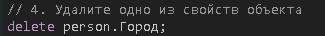 // 4. Удалите одно из свойств объекта
delete person.Город;